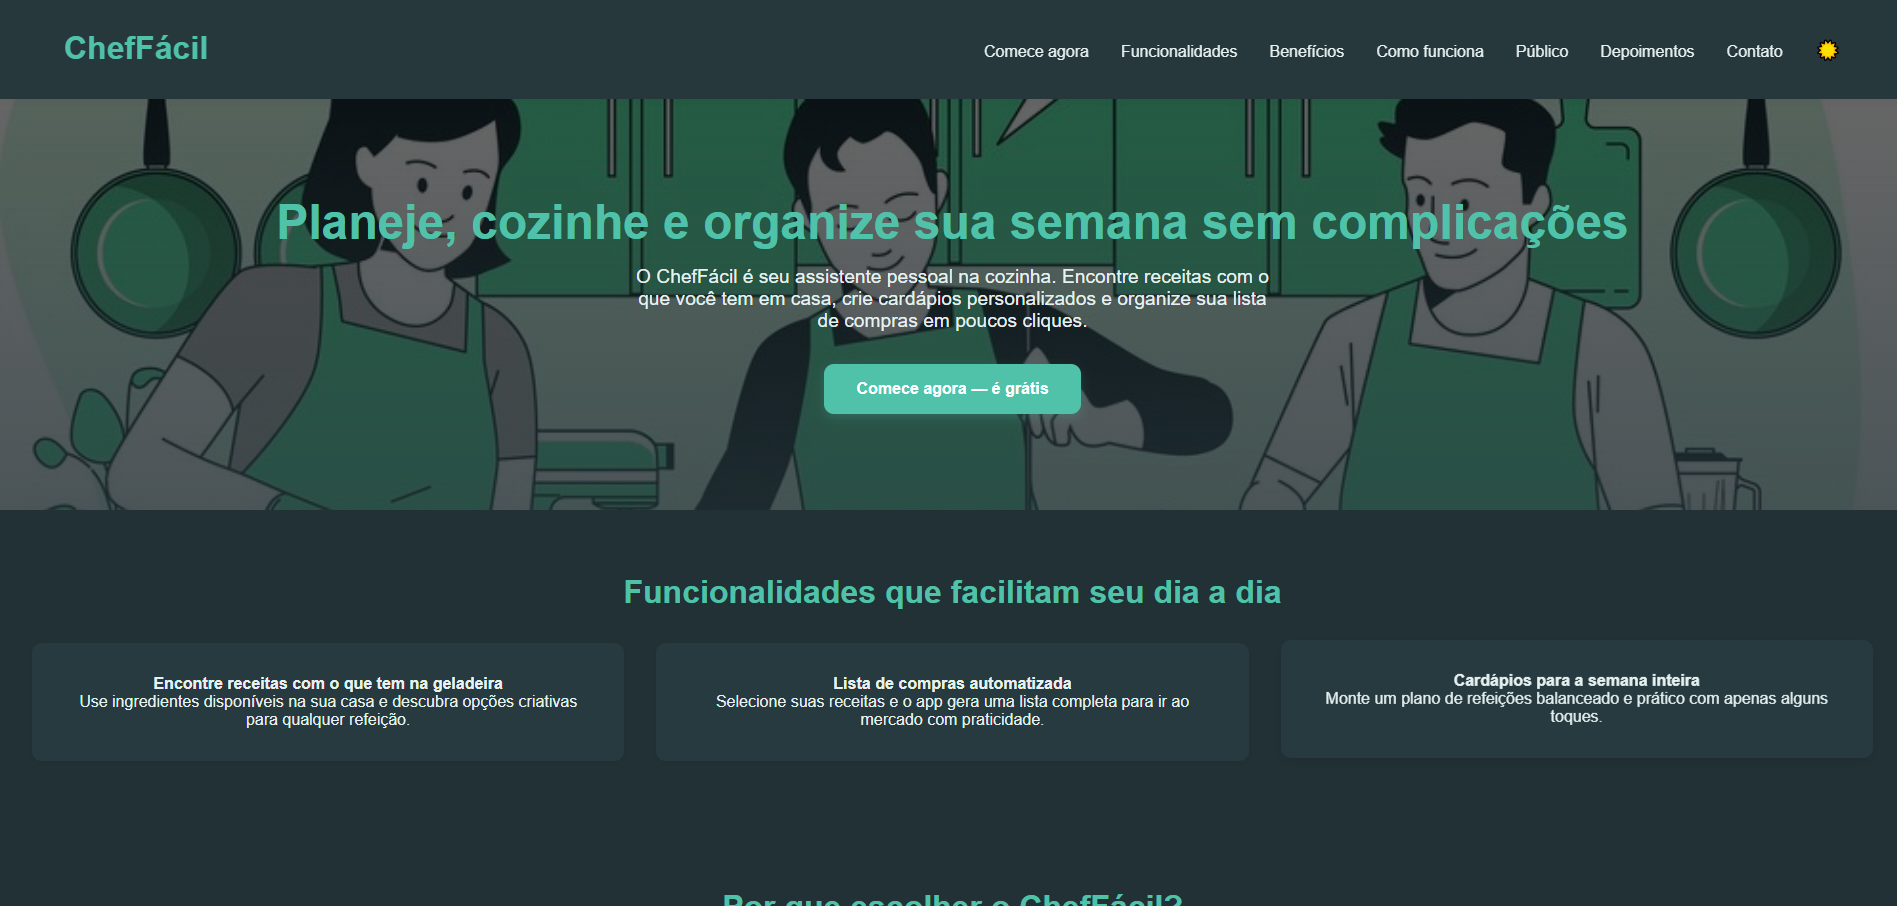 ChefFácil
Comece agora
Funcionalidades
Benefícios
Como funciona
Público
Depoimentos
Contato
Planeje, cozinhe e organize sua semana sem complicações
O ChefFácil é seu assistente pessoal na cozinha. Encontre receitas com o
que você tem em casa, crie cardápios personalizados e organize sua lista
de compras em poucos cliques.
Comece agora — é grátis
Funcionalidades que facilitam seu dia a dia
Encontre receitas com o que tem na geladeira
Use ingredientes disponíveis na sua casa e descubra opções criativas
para qualquer refeição.
Lista de compras automatizada
Selecione suas receitas e o app gera uma lista completa para ir ao
mercado com praticidade.
Cardápios para a semana inteira
Monte um plano de refeições balanceado e prático com apenas alguns
toques.
Por que escolher o ChefFácil?